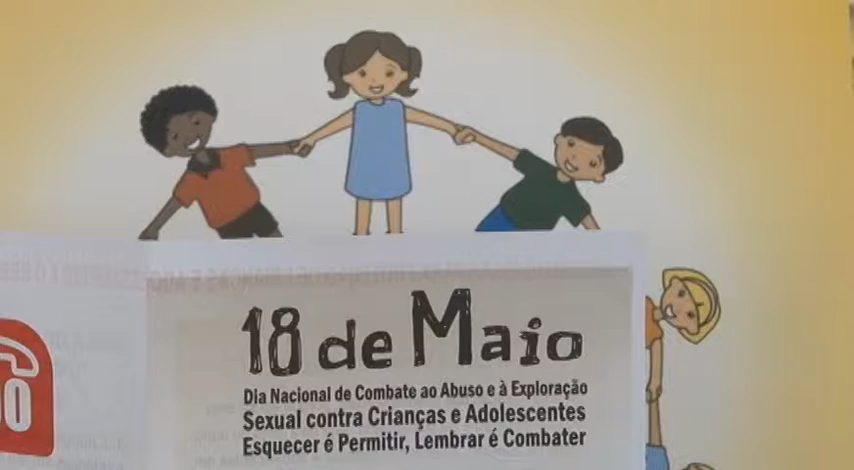 18 de Maio
Dia Nacional de Combate ao Abuso e à Exploração
Sexual contra Crianças e Adolescentes
Esquecer é Permitir, Lembrar é Combater